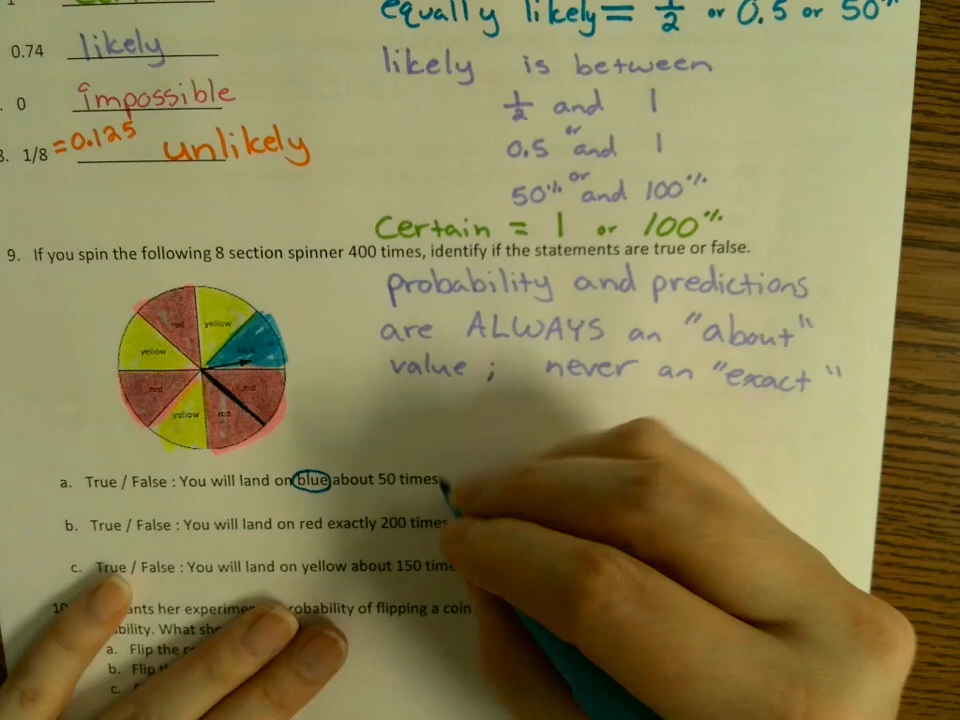 equally likely = 1/2 or 0.5 or 50%
0.74 likely
likely is between
1/2 and 1
or
0.5 and 1
or
50% and 100%
. 0 impossible
8. 1/8 = 0.125 unlikely
Certain = 1 or 100%
9. If you spin the following 8 section spinner 400 times, identify if the statements are true or false.
probability and predictions
are ALWAYS an "about"
value ; never an "exact"
red yellow
yellow
red red
yellow red
a. True / False : You will land on blue about 50 times
b. True / False : You will land on red exactly 200 times
c. True / False : You will land on yellow about 150
10 her of flipping a coin
What
a. Flip the
b. Flip
c.